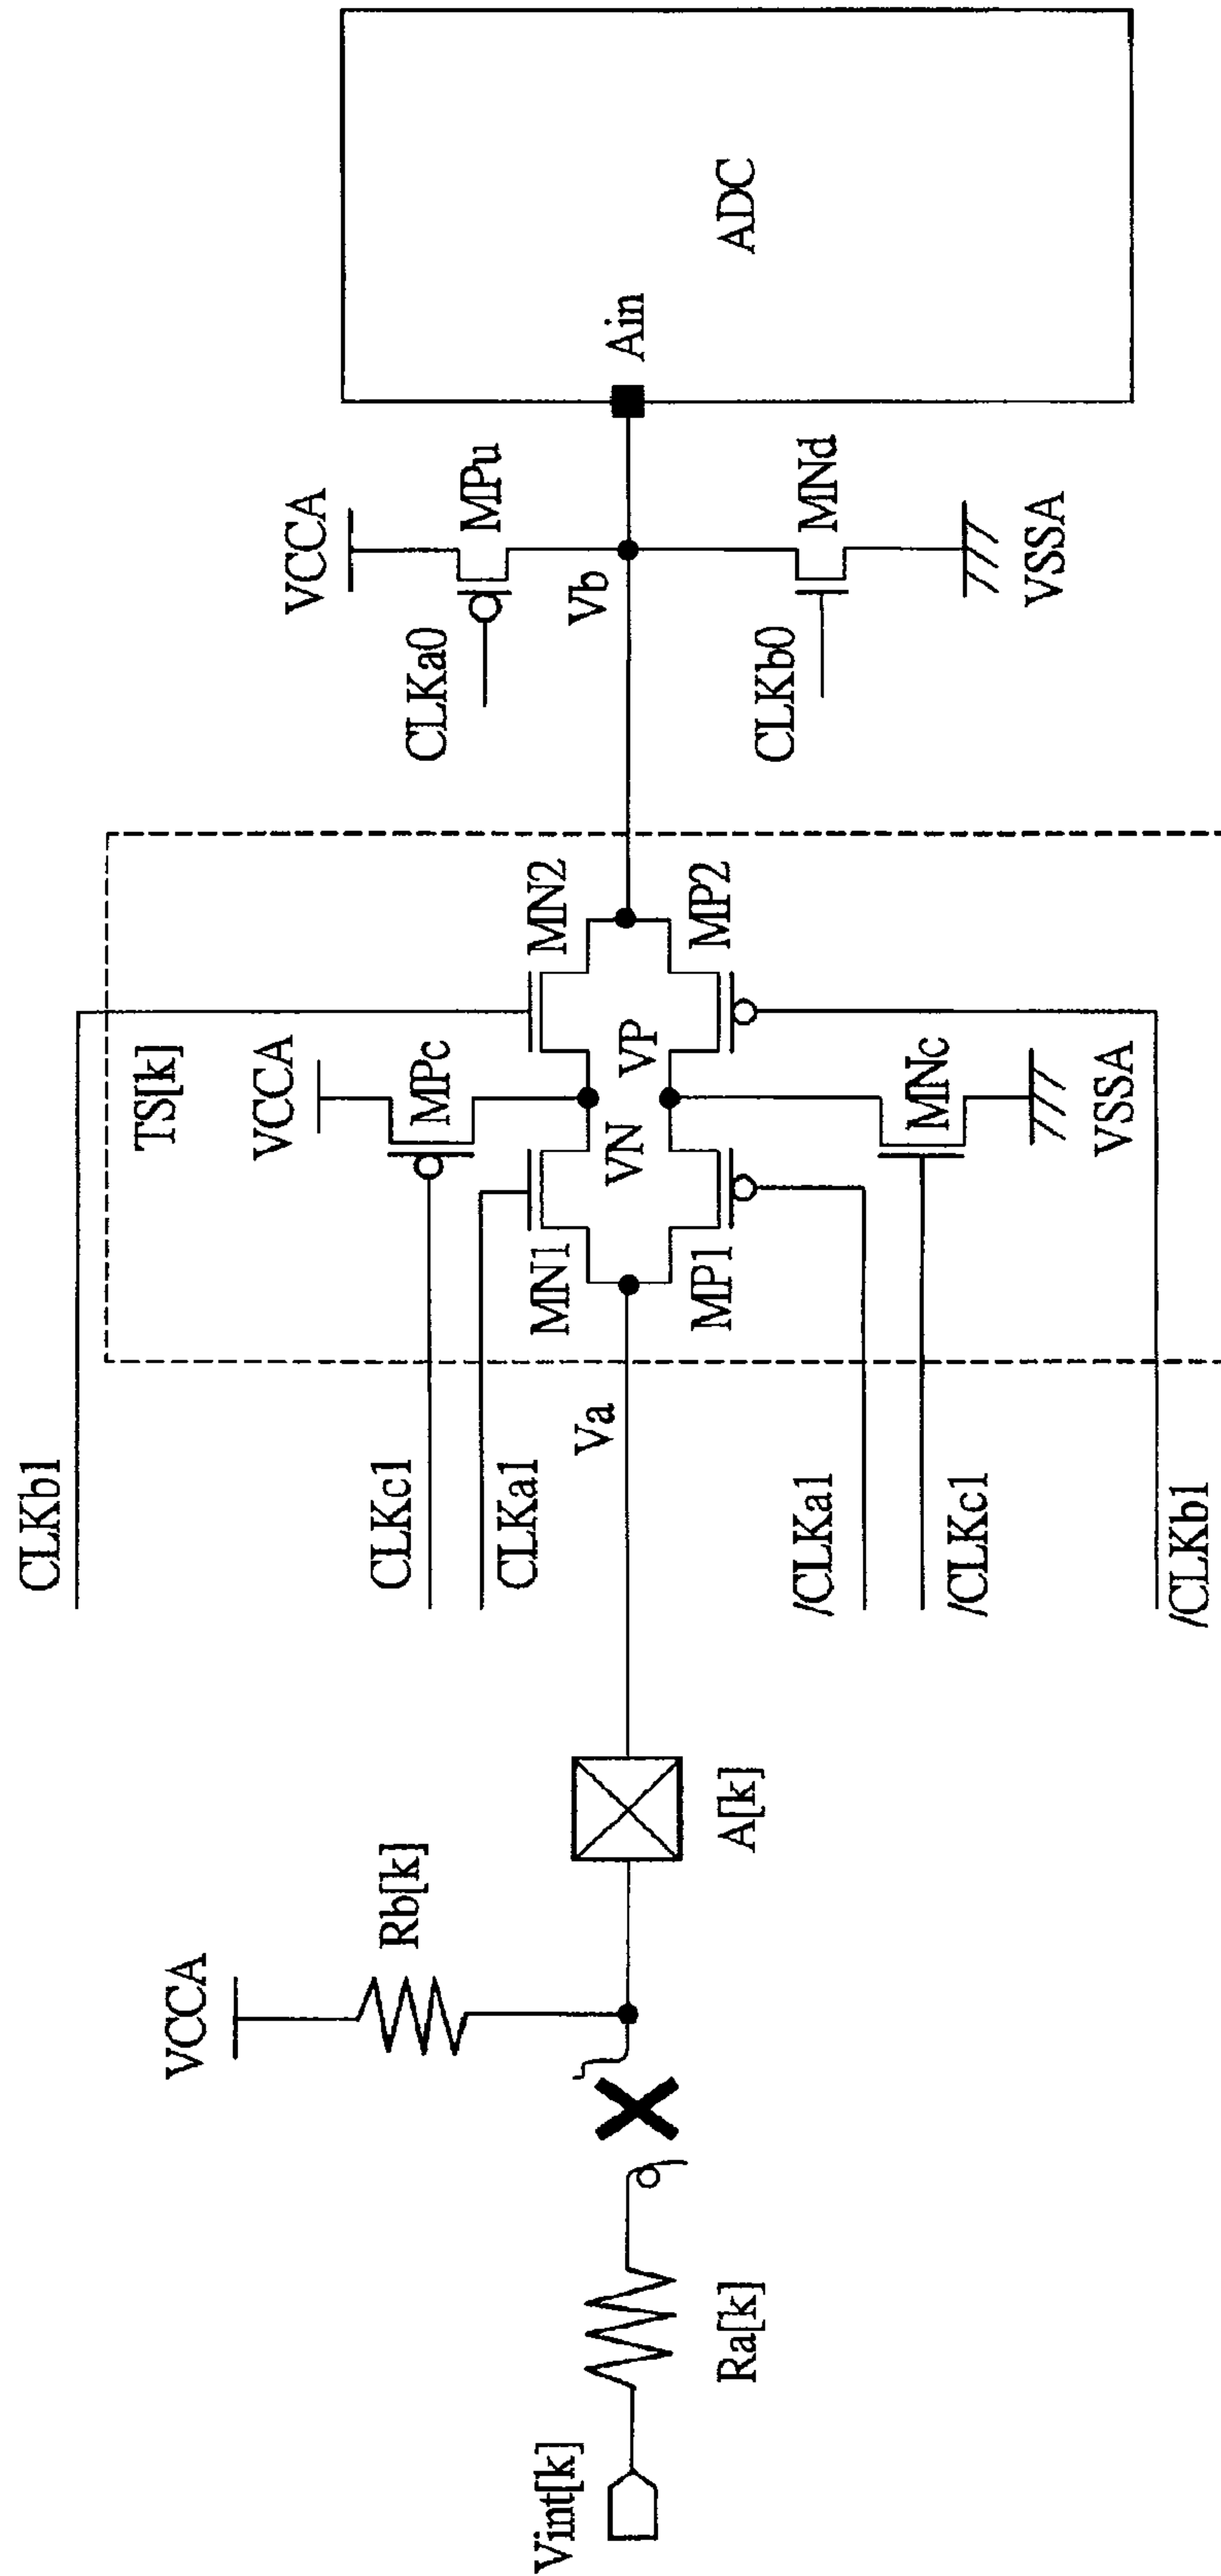 Vint[k]
Ra[k]
VCCA
Rb[k]
A[k]
Va
CLKb1
CLKc1
CLKa1
/CLKa1
/CLKc1
/CLKb1
TS[k]
VCCA
MPc
MN1
MN2
VN
VP
MP1
MP2
MNc
VSSA
VCCA
CLKa0
MPu
Vb
CLKb0
MNd
VSSA
Ain
ADC